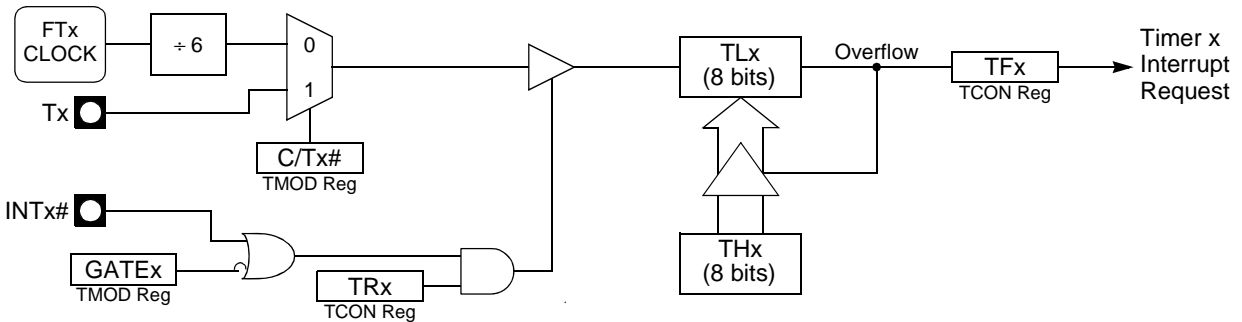 FTx
CLOCK
÷ 6
0
1
Tx
C/Tx#
TMOD Reg
INTx#
GATEx
TMOD Reg
TRx
TCON Reg
TLx
(8 bits)
Overflow
TFx
TCON Reg
Timer x
Interrupt
Request
THx
(8 bits)